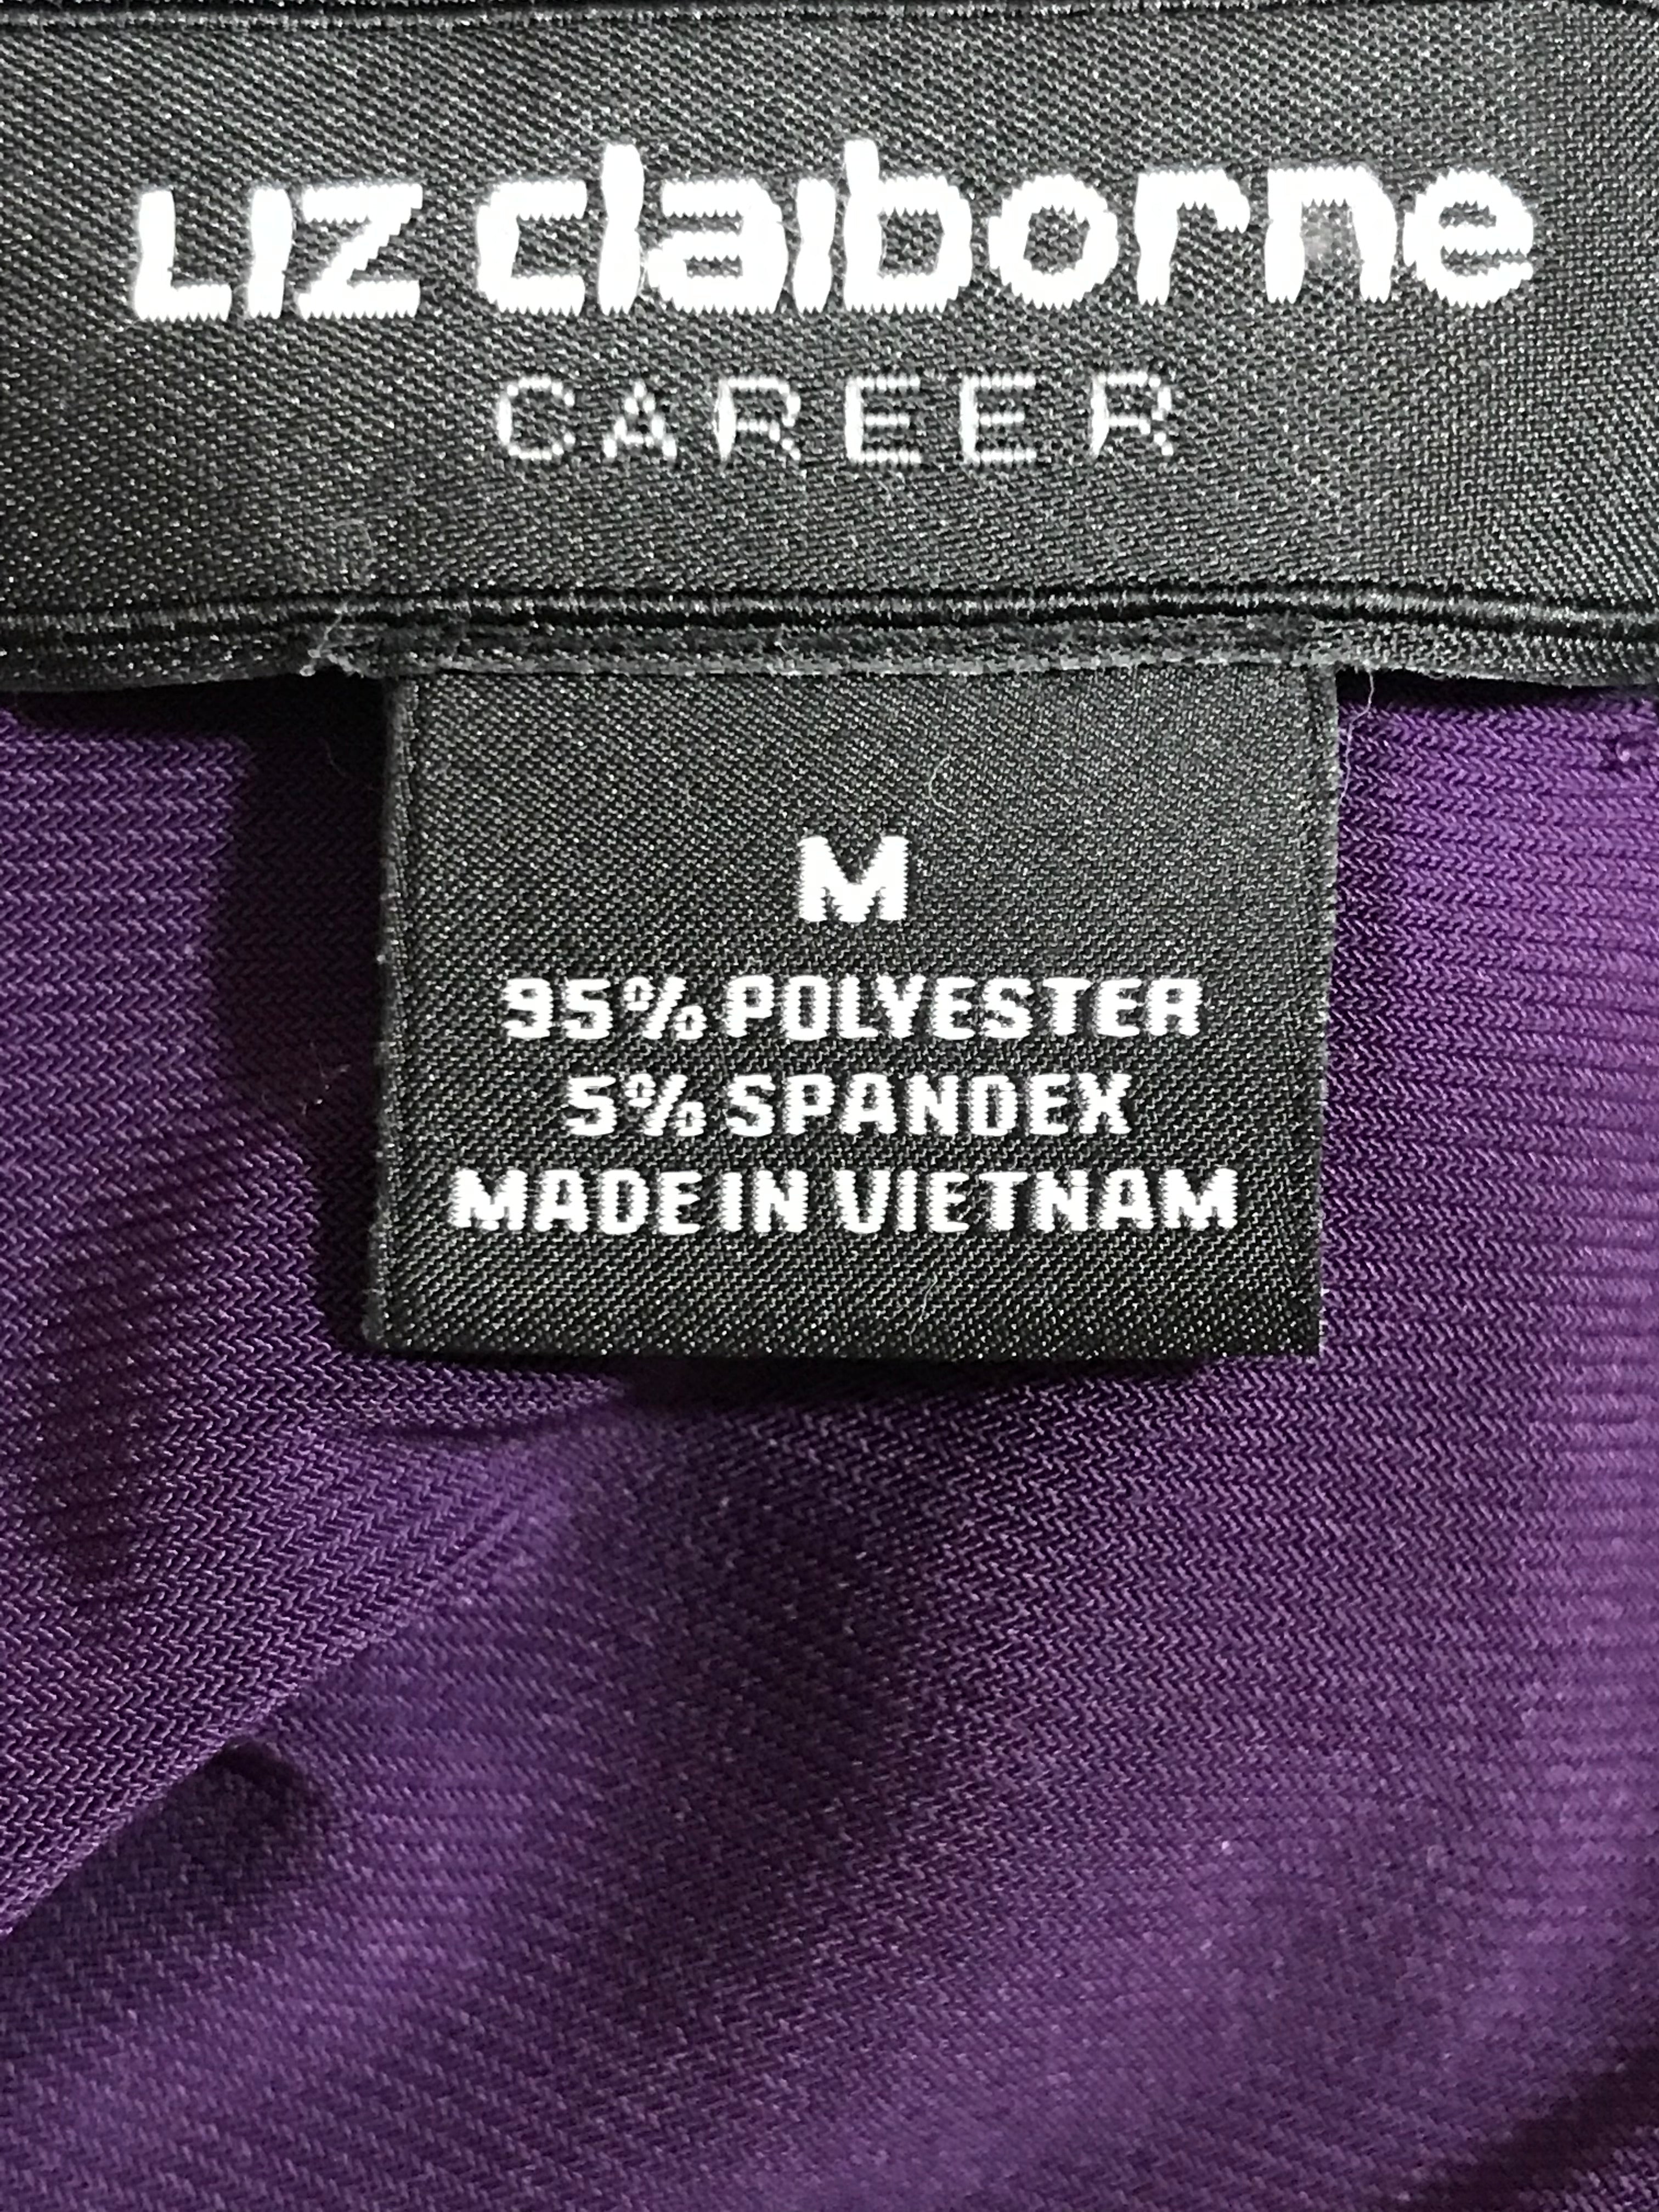 LIZ claiborne
CAREER
M
95% POLYESTER
5% SPANDEX
MADE IN VIETNAM